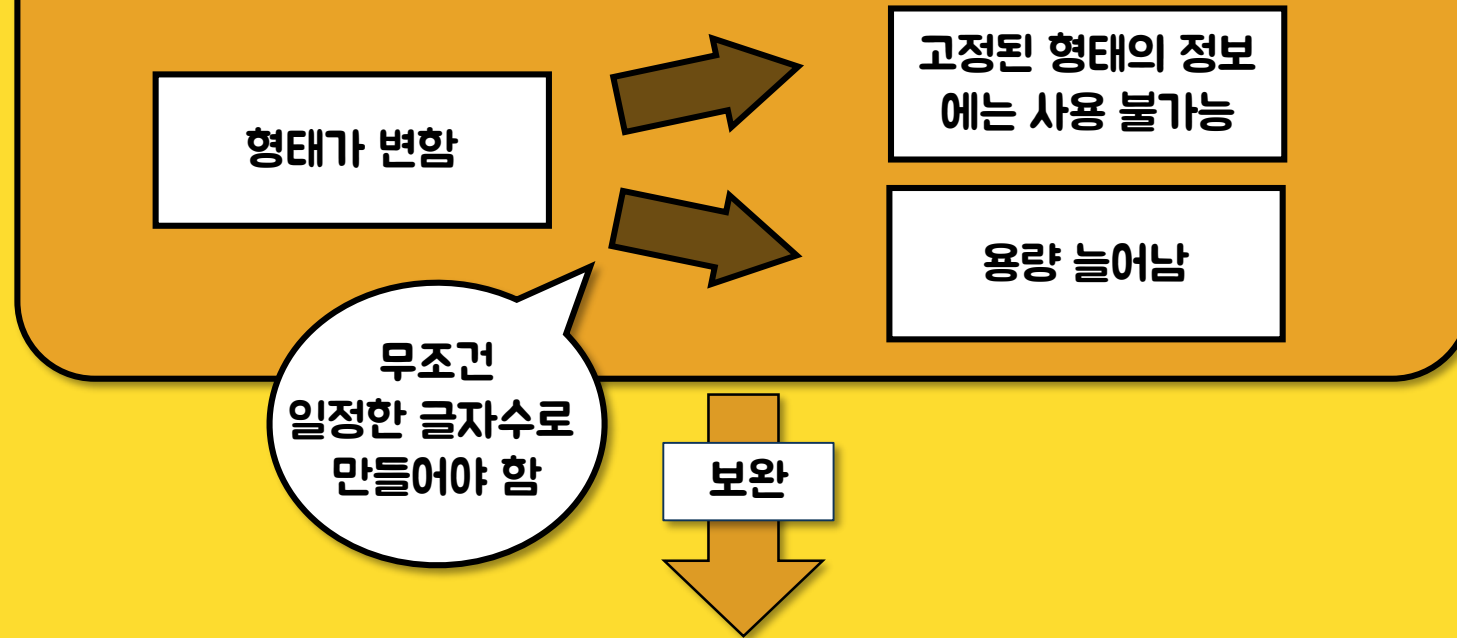 형태가 변함
고정된 형태의 정보
에는 사용 불가능
용량 늘어남
무조건
일정한 글자수로
만들어야 함
보완